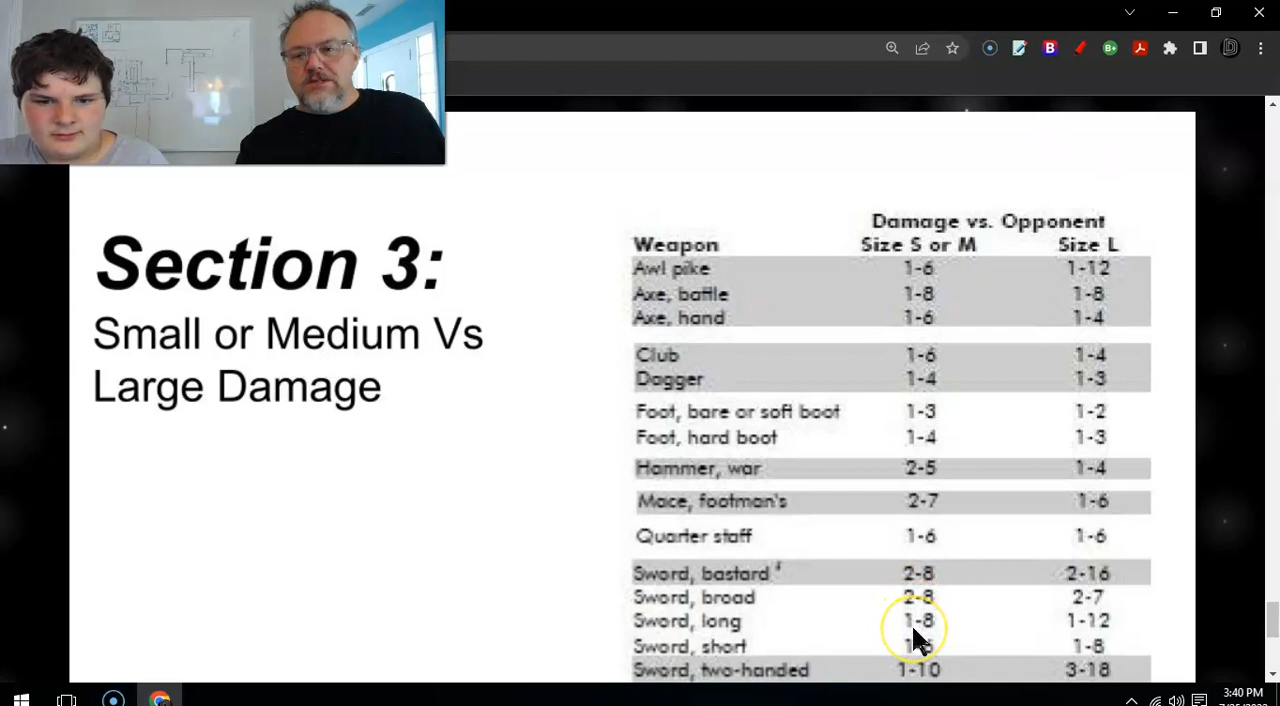 Section 3:
Small or Medium Vs
Large Damage
Damage vs. Opponent
Weapon Size S or M Size L
Awl pike 1-6 1-12
Axe, battle 1-8 1-8
Axe, hand 1-6 1-4
Club 1-6 1-4
Dagger 1-4 1-3
Foot, bare or soft boot 1-3 1-2
Foot, hard boot 1-4 1-3
Hammer, war 2-5 1-4
Mace, footman's 2-7 1-6
Quarter staff 1-6 1-6
Sword, bastard 2-8 2-16
Sword, broad 2-8 2-7
Sword, long 1-8 1-12
Sword, short 1-8
Sword, two-handed 1-10 3-18
3:40 PM